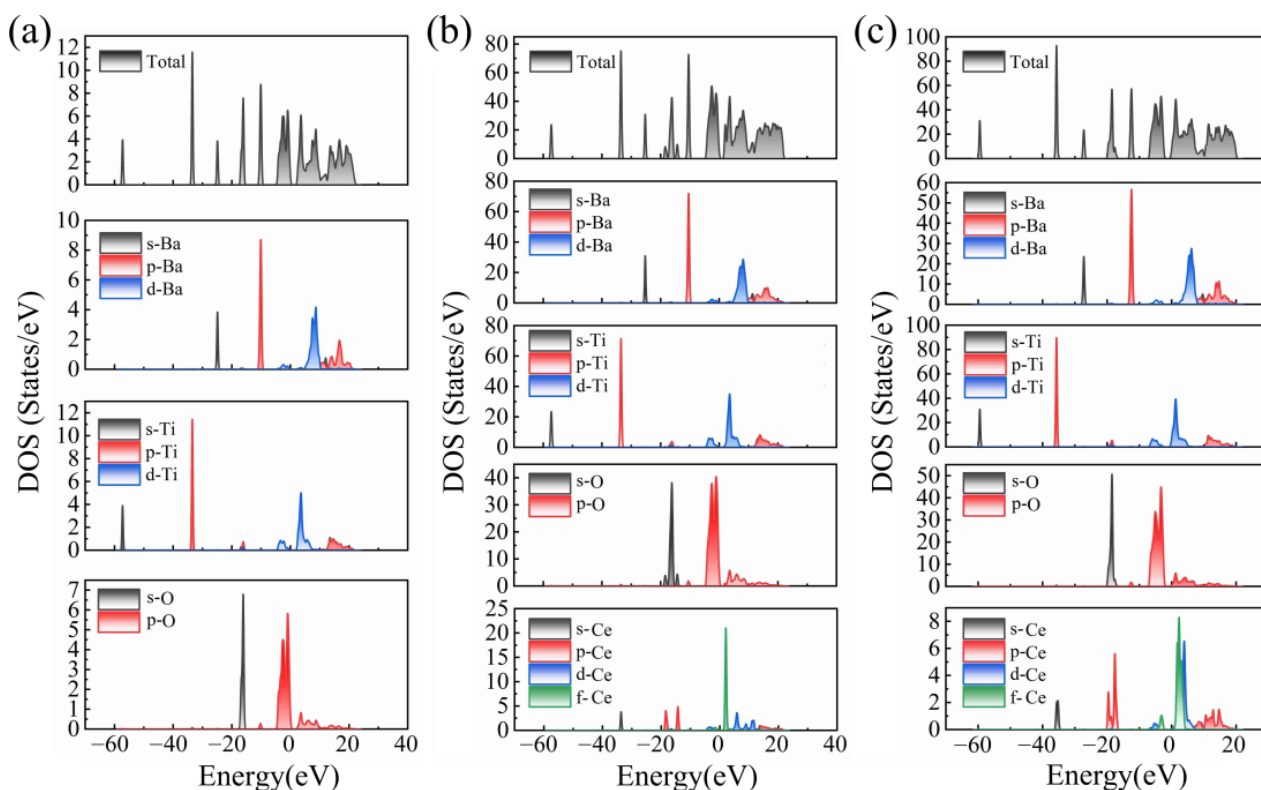 (a)
12
10
8
6
4
2
0
Total
10
8
6
4
2
0
s-Ba
p-Ba
d-Ba
12
10
8
6
4
2
0
s-Ti
p-Ti
d-Ti
7
6
5
4
3
2
1
0
s-O
p-O
−60 −40 −20 0 20 40
Energy(eV)
DOS (States/eV)
(b)
80
60
40
20
0
Total
80
60
40
20
0
s-Ba
p-Ba
d-Ba
80
60
40
20
0
s-Ti
p-Ti
d-Ti
40
30
20
10
0
s-O
p-O
25
20
15
10
5
0
s-Ce
p-Ce
d-Ce
f-Ce
−60 −40 −20 0 20 40
Energy(eV)
DOS (States/eV)
(c)
100
80
60
40
20
0
Total
60
50
40
30
20
10
0
s-Ba
p-Ba
d-Ba
100
80
60
40
20
0
s-Ti
p-Ti
d-Ti
50
40
30
20
10
0
s-O
p-O
8
6
4
2
0
s-Ce
p-Ce
d-Ce
f-Ce
−60 −40 −20 0 20
Energy(eV)
DOS (States/eV)